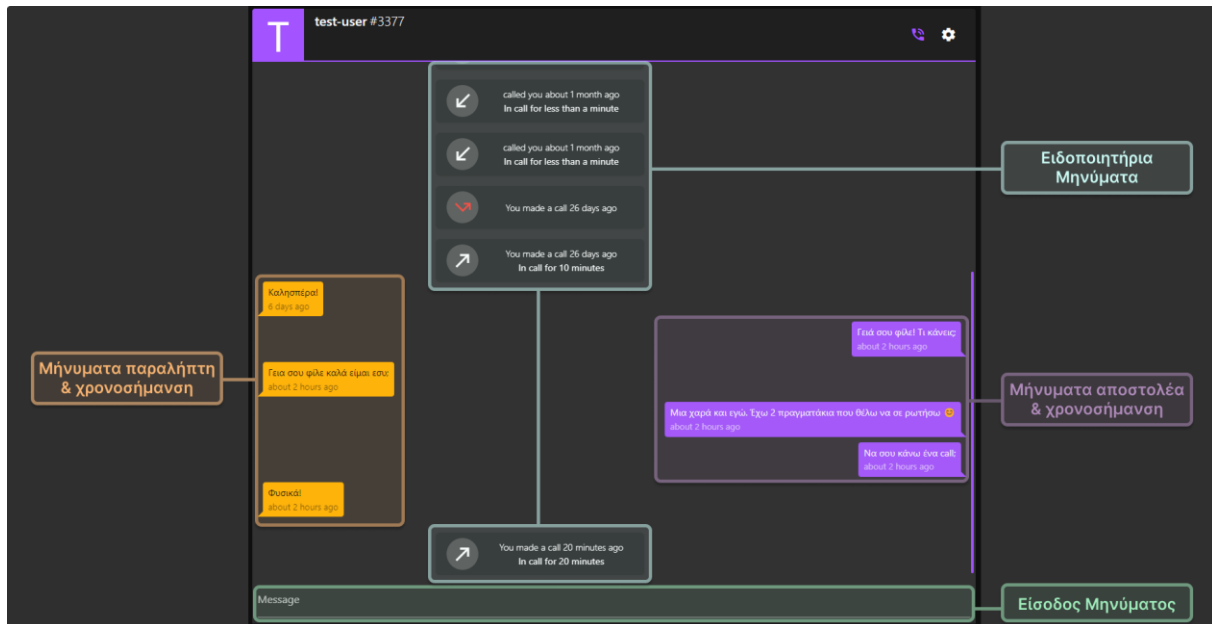 T
test-user #3377
called you about 1 month ago
In call for less than a minute
called you about 1 month ago
In call for less than a minute
You made a call 26 days ago
You made a call 26 days ago
In call for 10 minutes
Ειδοποιητήρια
Μηνύματα
Καλησπέρα!
6 days ago
Γειά σου φίλε! Τι κάνεις;
about 2 hours ago
Γεια σου φίλε καλά είμαι εσυ;
about 2 hours ago
Μήνυματα παραλήπτη
& χρονοσήμανση
Μήνυματα αποστολέα
& χρονοσήμανση
Μια χαρά και εγώ. Έχω 2 πραγματάκια που θέλω να σε ρωτήσω 😊
about 2 hours ago
Να σου κάνω ένα call;
about 2 hours ago
Φυσικά!
about 2 hours ago
You made a call 20 minutes ago
In call for 20 minutes
Message
Είσοδος Μηνύματος